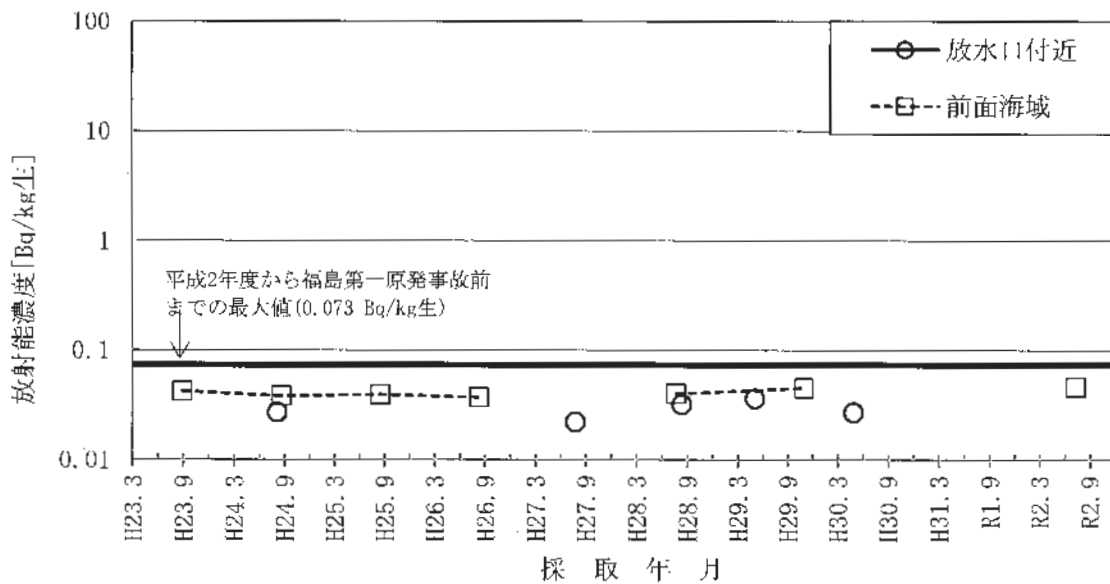 100
10
1
0.1
0.01
放射能濃度[Bq/kg生]
放水口付近
前面海域
平成2年度から福島第一原発事故前
までの最大値(0.073 Bq/kg生)
H23.3
H23.9
H24.3
H24.9
H25.3
H25.9
H26.3
H26.9
H27.3
H27.9
H28.3
H28.9
H29.3
H29.9
H30.3
H30.9
H31.3
R1.9
R2.3
R2.9
採 取 年 月